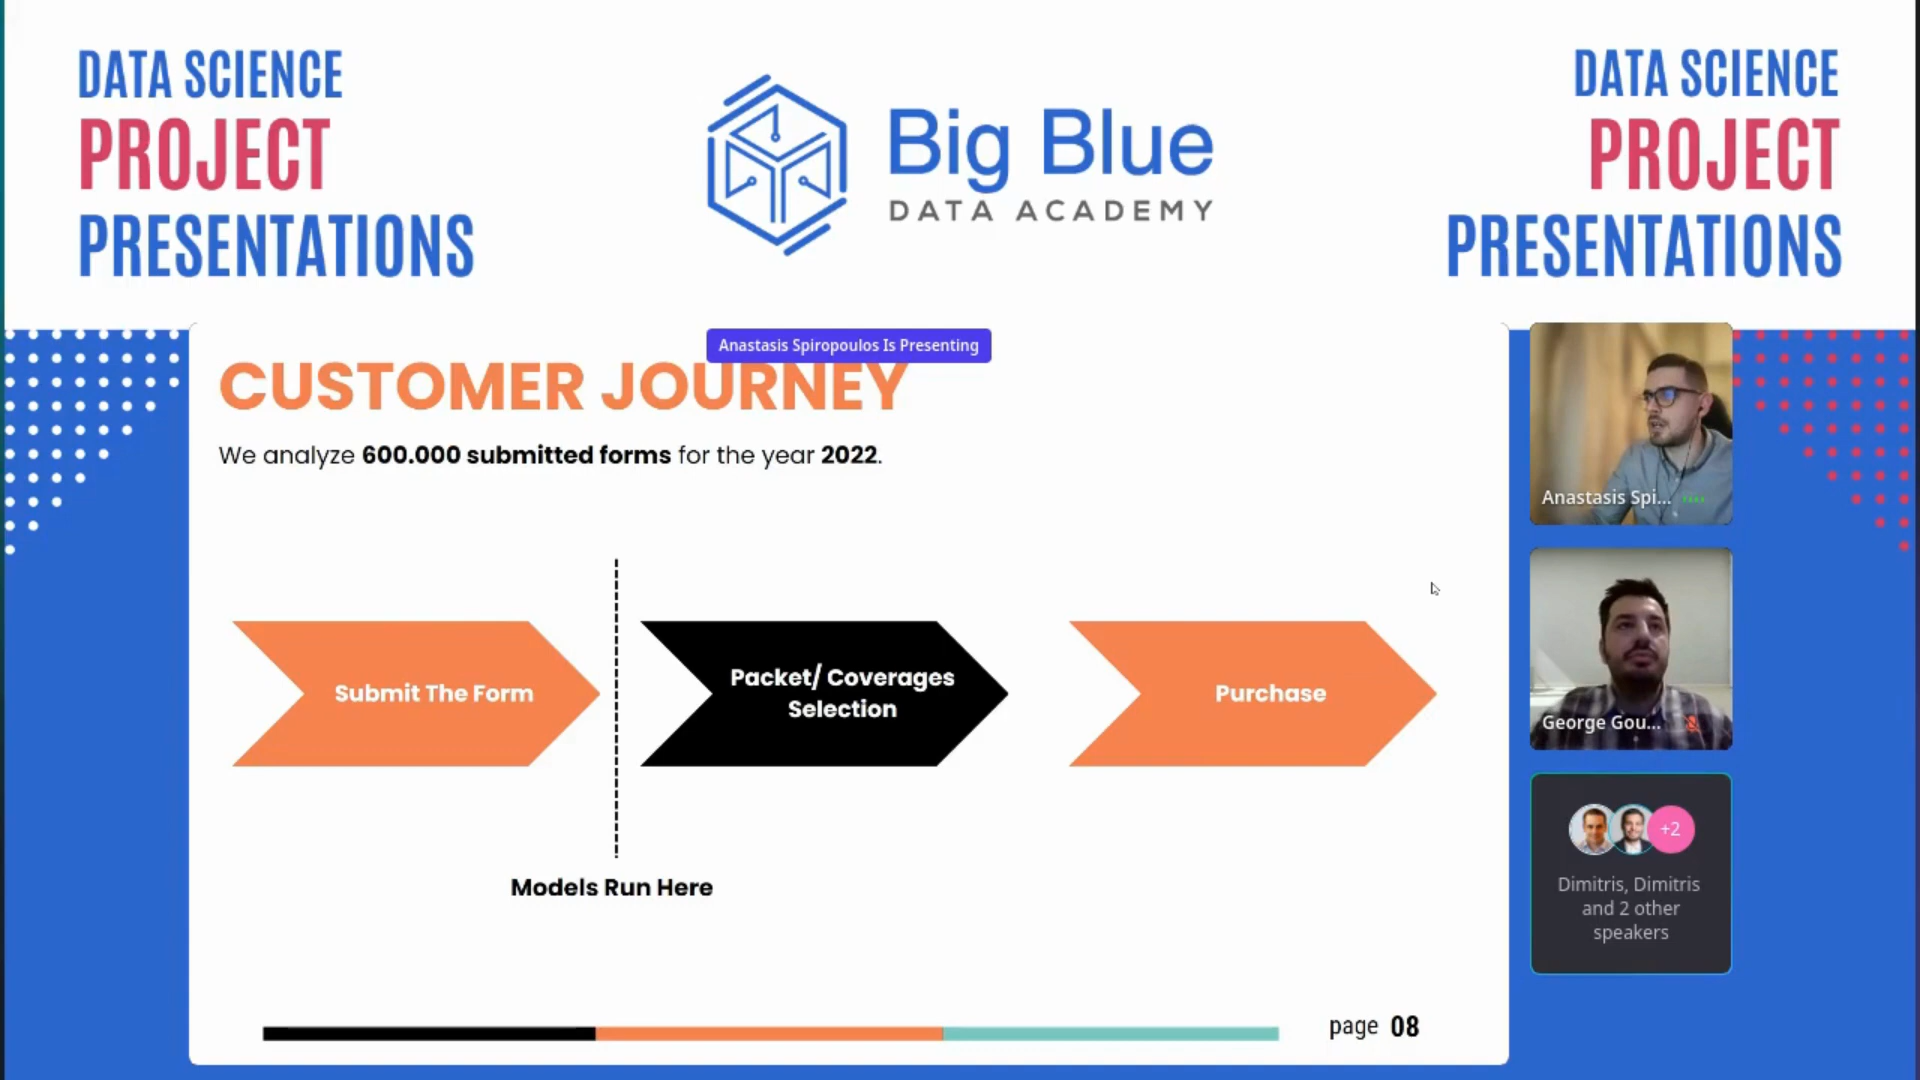 DATA SCIENCE
PROJECT
PRESENTATIONS
Big Blue
DATA ACADEMY
DATA SCIENCE
PROJECT
PRESENTATIONS
Anastasis Spiropoulos Is Presenting
CUSTOMER JOURNEY
We analyze 600.000 submitted forms for the year 2022.
Submit The Form
Packet/ Coverages
Selection
Purchase
Models Run Here
page 08
Anastasis Spi...
George Gou...
+2
Dimitris, Dimitris
and 2 other
speakers